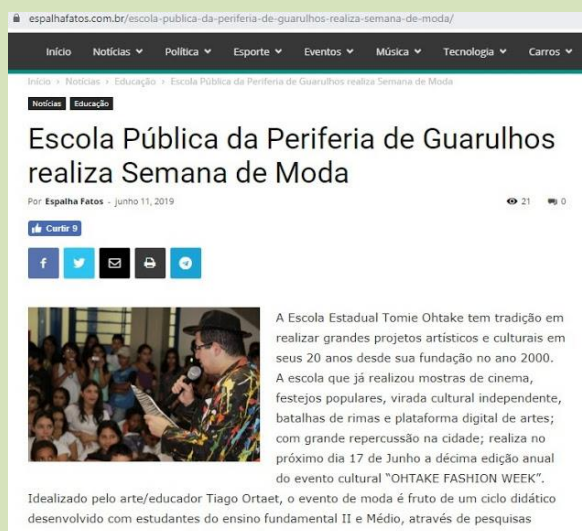 espalhafatos.com.br/escola-publica-da-periferia-de-guarulhos-realiza-semana-de-moda/
Início Notícias Política Esporte Eventos Música Tecnologia Carros
Início > Notícias > Educação > Escola Pública da Periferia de Guarulhos realiza Semana de Moda
Notícias Educação
Escola Pública da Periferia de Guarulhos
realiza Semana de Moda
Por Espalha Fatos - junho 11, 2019 21 0
Curtir 9
A Escola Estadual Tomie Ohtake tem tradição em
realizar grandes projetos artísticos e culturais em
seus 20 anos desde sua fundação no ano 2000.
A escola que já realizou mostras de cinema,
festejos populares, virada cultural independente,
batalhas de rimas e plataforma digital de artes;
com grande repercussão na cidade; realiza no
próximo dia 17 de Junho a décima edição anual
do evento cultural “OHTAKE FASHION WEEK”.
Idealizado pelo arte/educador Tiago Ortaet, o evento de moda é fruto de um ciclo didático
desenvolvido com estudantes do ensino fundamental II e Médio, através de pesquisas